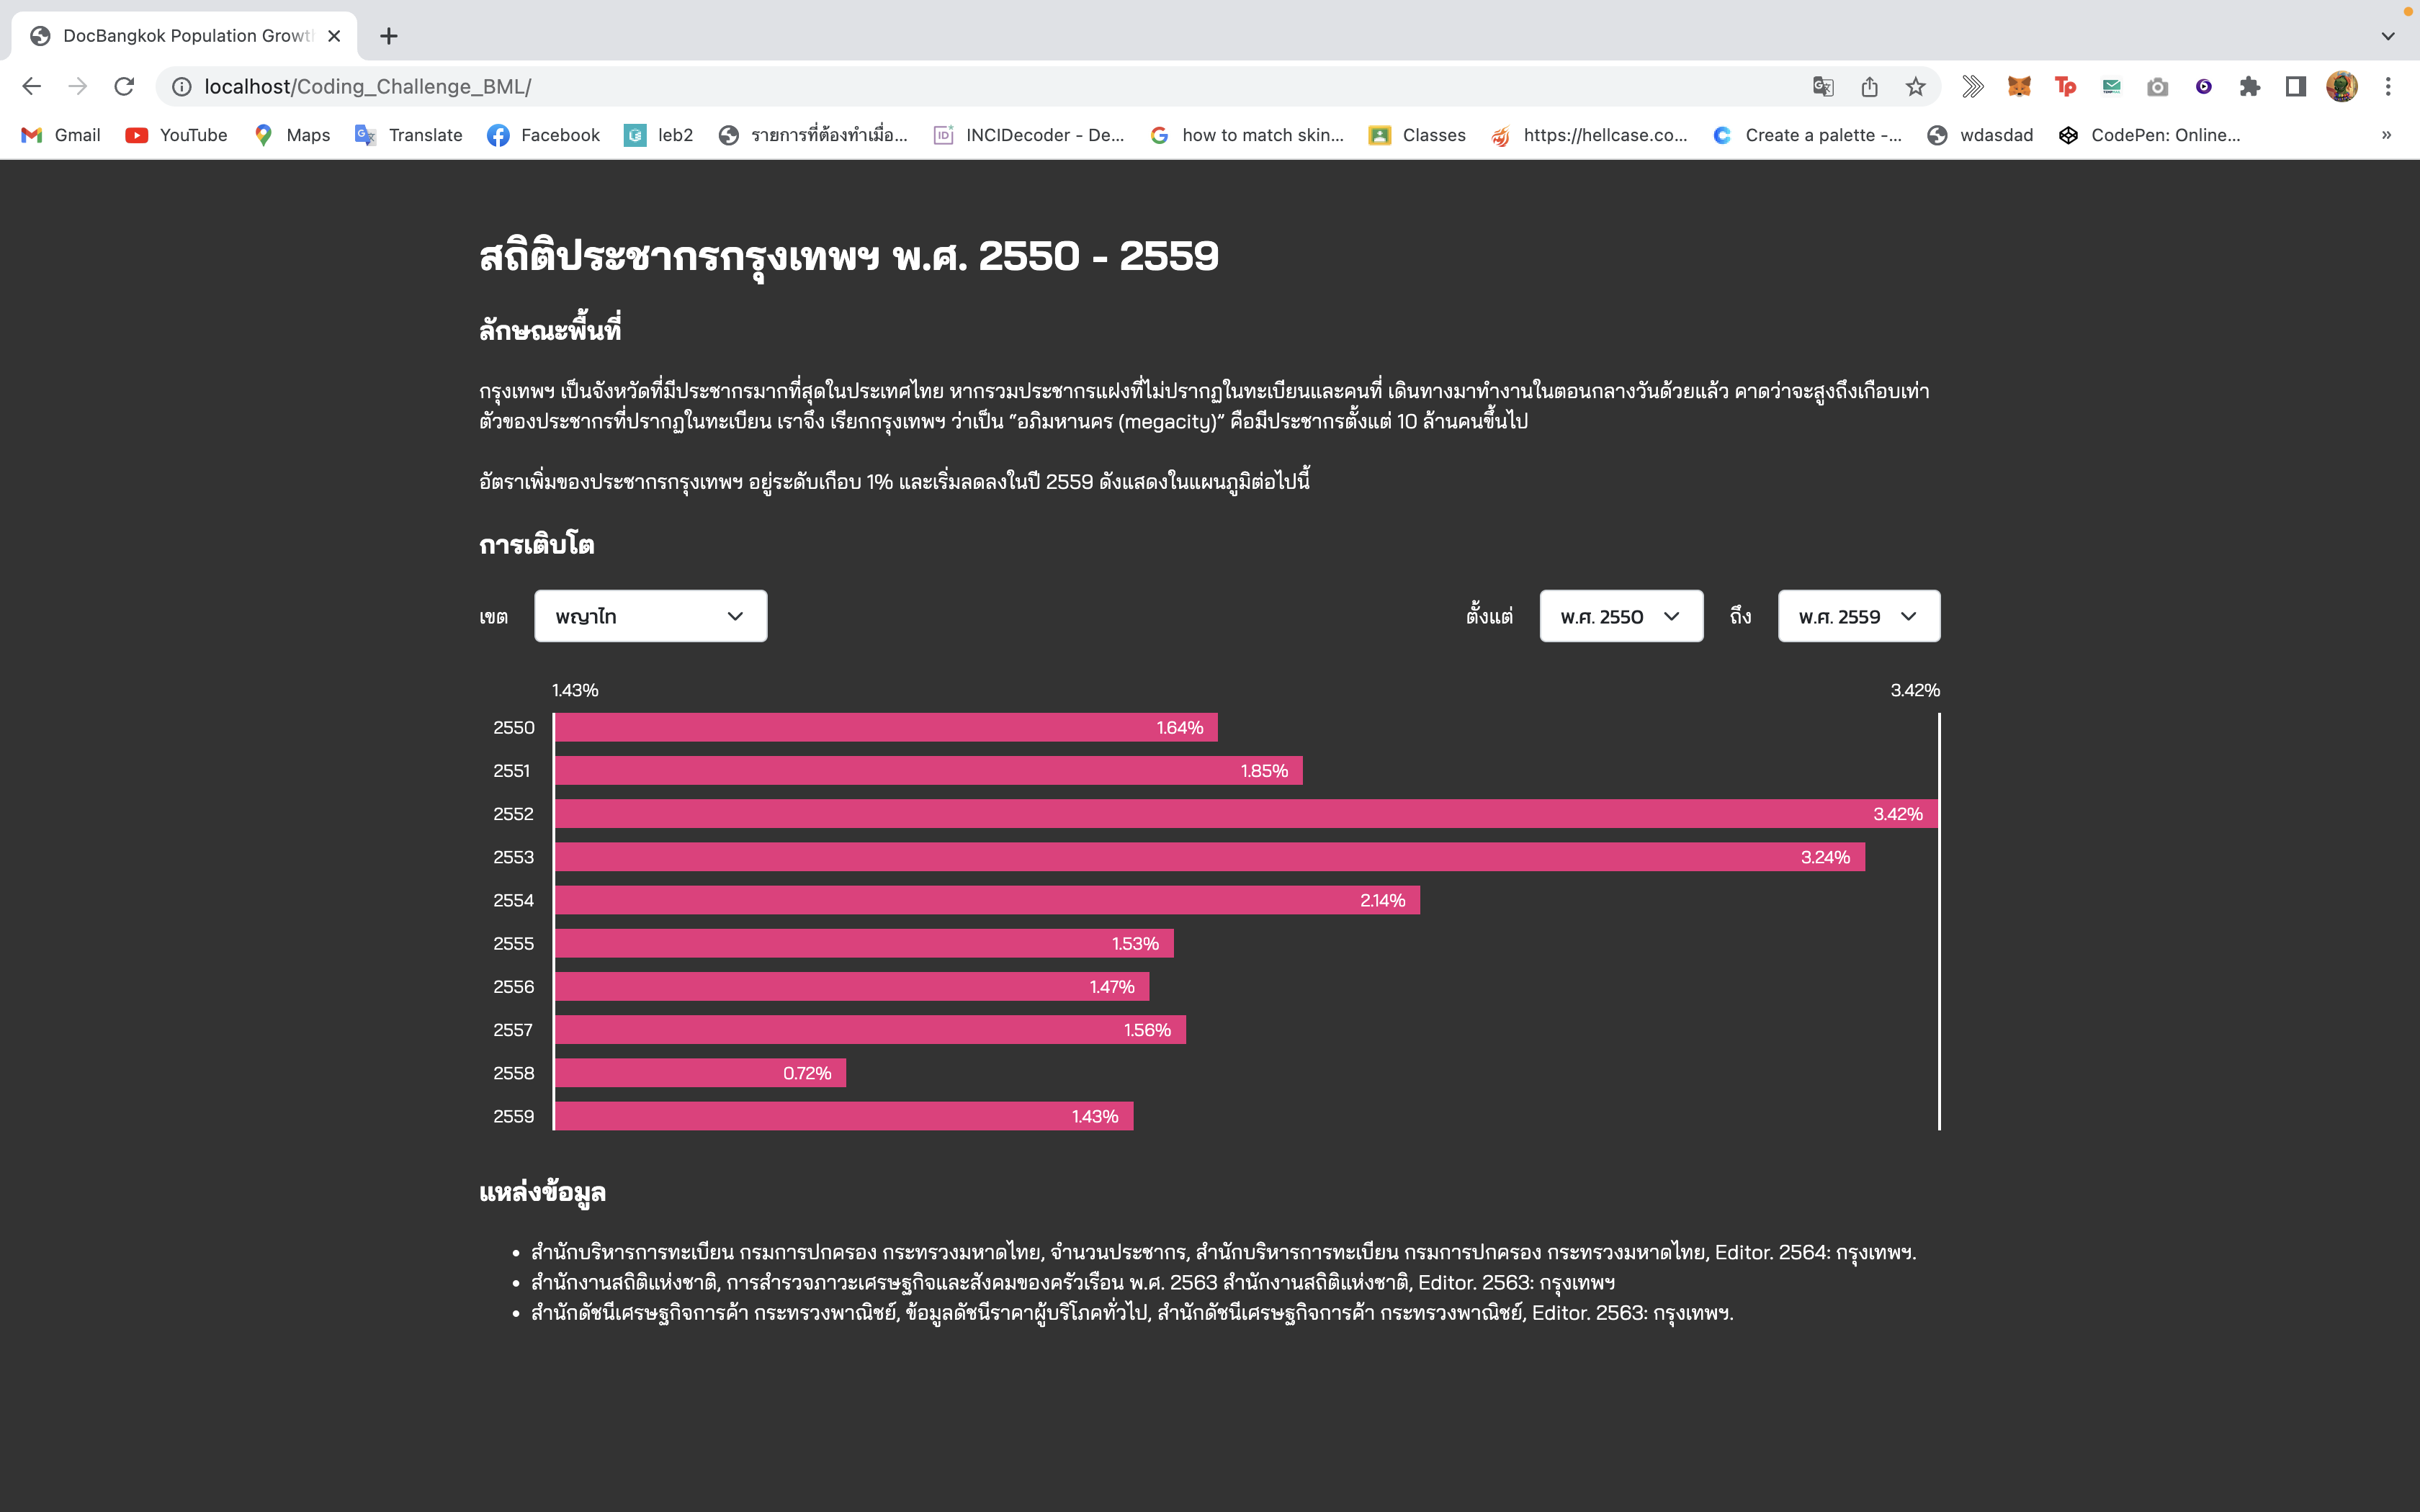 DocBangkok Population Growt
localhost/Coding_Challenge_BML/
Gmail YouTube Maps Translate Facebook leb2 รายการที่ต้องทำเมื่อ... INCIDecoder - De... how to match skin... Classes https://hellcase.co... Create a palette -... wdasdad CodePen: Online... »
สถิติประชากรกรุงเทพฯ พ.ศ. 2550 - 2559
ลักษณะพื้นที่
กรุงเทพฯ เป็นจังหวัดที่มีประชากรมากที่สุดในประเทศไทย หากรวมประชากรแฝงที่ไม่ปรากฏในทะเบียนและคนที่ เดินทางมาทำงานในตอนกลางวันด้วยแล้ว คาดว่าจะสูงถึงเกือบเท่า
ตัวของประชากรที่ปรากฏในทะเบียน เราจึง เรียกกรุงเทพฯ ว่าเป็น “อภิมหานคร (megacity)” คือมีประชากรตั้งแต่ 10 ล้านคนขึ้นไป
อัตราเพิ่มของประชากรกรุงเทพฯ อยู่ระดับเกือบ 1% และเริ่มลดลงในปี 2559 ดังแสดงในแผนภูมิต่อไปนี้
การเติบโต
เขต พญาไท ตั้งแต่ พ.ศ. 2550 ถึง พ.ศ. 2559
1.43% 3.42%
2550 1.64%
2551 1.85%
2552 3.42%
2553 3.24%
2554 2.14%
2555 1.53%
2556 1.47%
2557 1.56%
2558 0.72%
2559 1.43%
แหล่งข้อมูล
• สำนักบริหารการทะเบียน กรมการปกครอง กระทรวงมหาดไทย, จำนวนประชากร, สำนักบริหารการทะเบียน กรมการปกครอง กระทรวงมหาดไทย, Editor. 2564: กรุงเทพฯ.
• สำนักงานสถิติแห่งชาติ, การสำรวจภาวะเศรษฐกิจและสังคมของครัวเรือน พ.ศ. 2563 สำนักงานสถิติแห่งชาติ, Editor. 2563: กรุงเทพฯ
• สำนักดัชนีเศรษฐกิจการค้า กระทรวงพาณิชย์, ข้อมูลดัชนีราคาผู้บริโภคทั่วไป, สำนักดัชนีเศรษฐกิจการค้า กระทรวงพาณิชย์, Editor. 2563: กรุงเทพฯ.